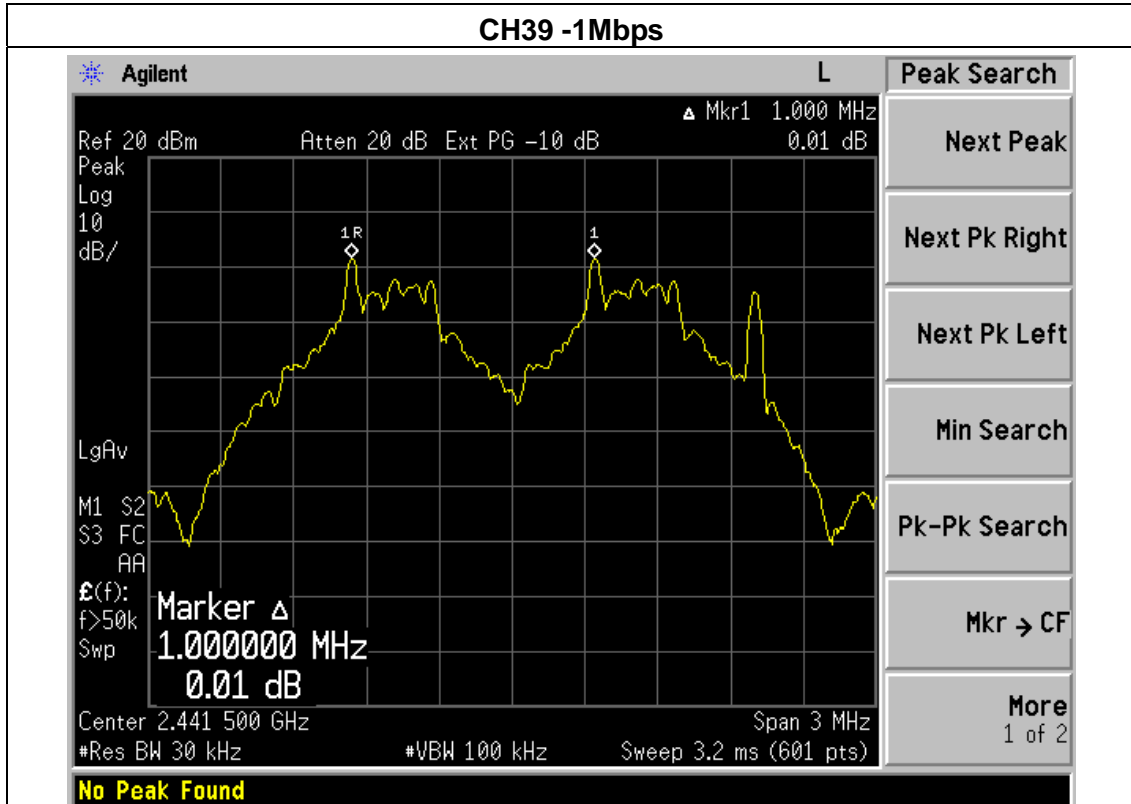 CH39 -1Mbps
Agilent L Peak Search
Δ Mkr1 1.000 MHz
Ref 20 dBm Atten 20 dB Ext PG -10 dB 0.01 dB
Peak
Log
10
dB/
1R 1
LgAv
M1 S2
S3 FC
AA
£(f):
f>50k
Swp
Marker Δ
1.000000 MHz
0.01 dB
Center 2.441 500 GHz Span 3 MHz
#Res BW 30 kHz #VBW 100 kHz Sweep 3.2 ms (601 pts)
No Peak Found
Next Peak
Next Pk Right
Next Pk Left
Min Search
Pk-Pk Search
Mkr → CF
More
1 of 2